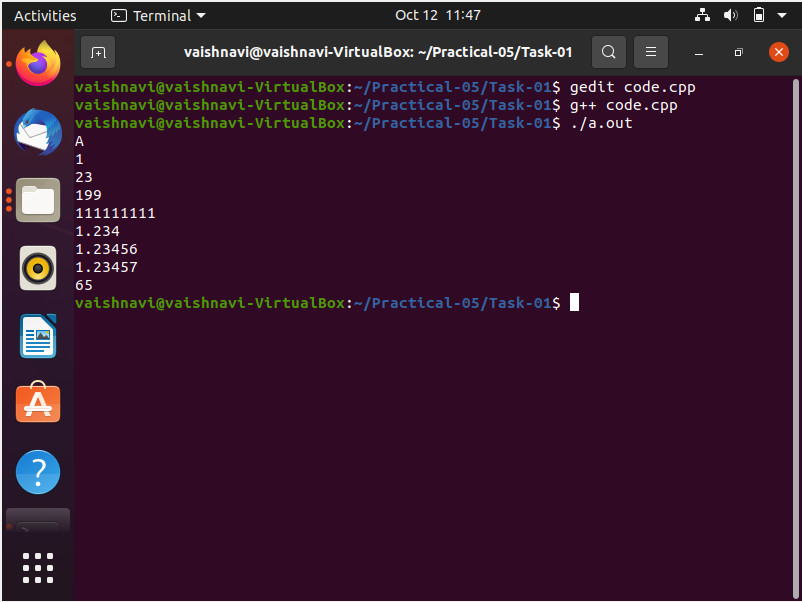 Activities
Terminal
Oct 12 11:47
vaishnavi@vaishnavi-VirtualBox: ~/Practical-05/Task-01
vaishnavi@vaishnavi-VirtualBox:~/Practical-05/Task-01$ gedit code.cpp
vaishnavi@vaishnavi-VirtualBox:~/Practical-05/Task-01$ g++ code.cpp
vaishnavi@vaishnavi-VirtualBox:~/Practical-05/Task-01$ ./a.out
A
1
23
199
111111111
1.234
1.23456
1.23457
65
vaishnavi@vaishnavi-VirtualBox:~/Practical-05/Task-01$